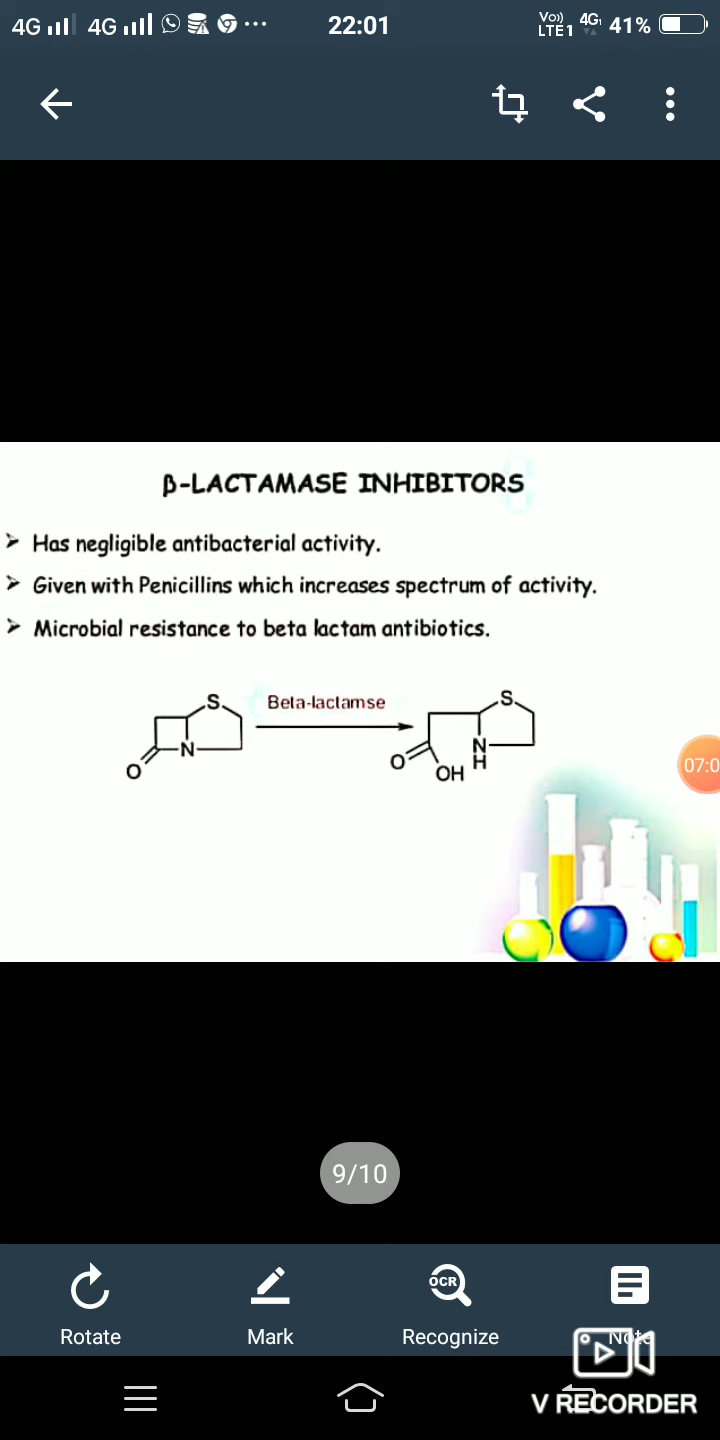 4G 4G 22:01 Vo)) LTE1 4G 41%
β-LACTAMASE INHIBITORS
Has negligible antibacterial activity.
Given with Penicillins which increases spectrum of activity.
Microbial resistance to beta lactam antibiotics.
S Beta-lactamse S
N O
O N H
OH
07:0
9/10
OCR
Rotate Mark Recognize Note
V RECORDER